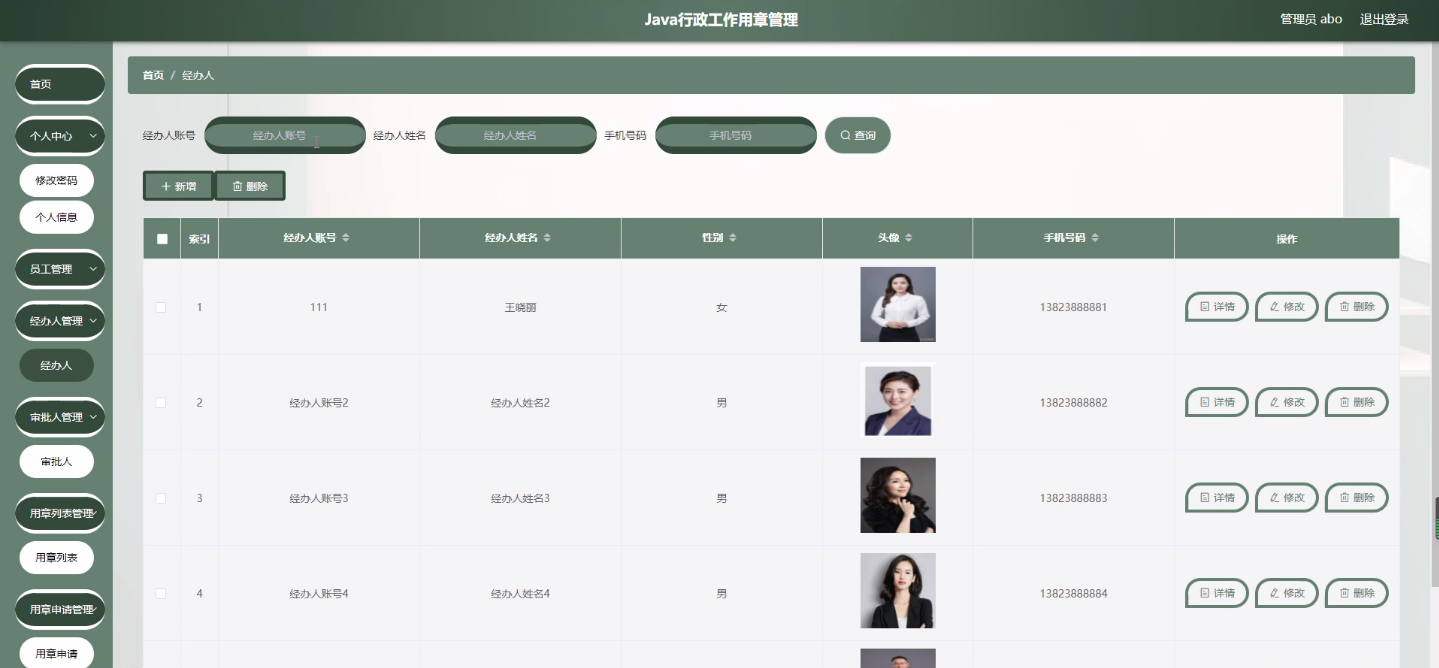 Java行政工作用章管理
管理员 abo 退出登录
首页
个人中心
修改密码
个人信息
员工管理
经办人管理
经办人
审批人管理
审批人
用章列表管理
用章列表
用章申请管理
用章申请
首页 / 经办人
经办人账号 经办人账号 经办人姓名 经办人姓名 手机号码 手机号码 查询
新增 删除
索引 经办人账号 经办人姓名 性别 头像 手机号码 操作
1 111 王晓丽 女 13823888881 详情 修改 删除
2 经办人账号2 经办人姓名2 男 13823888882 详情 修改 删除
3 经办人账号3 经办人姓名3 男 13823888883 详情 修改 删除
4 经办人账号4 经办人姓名4 男 13823888884 详情 修改 删除